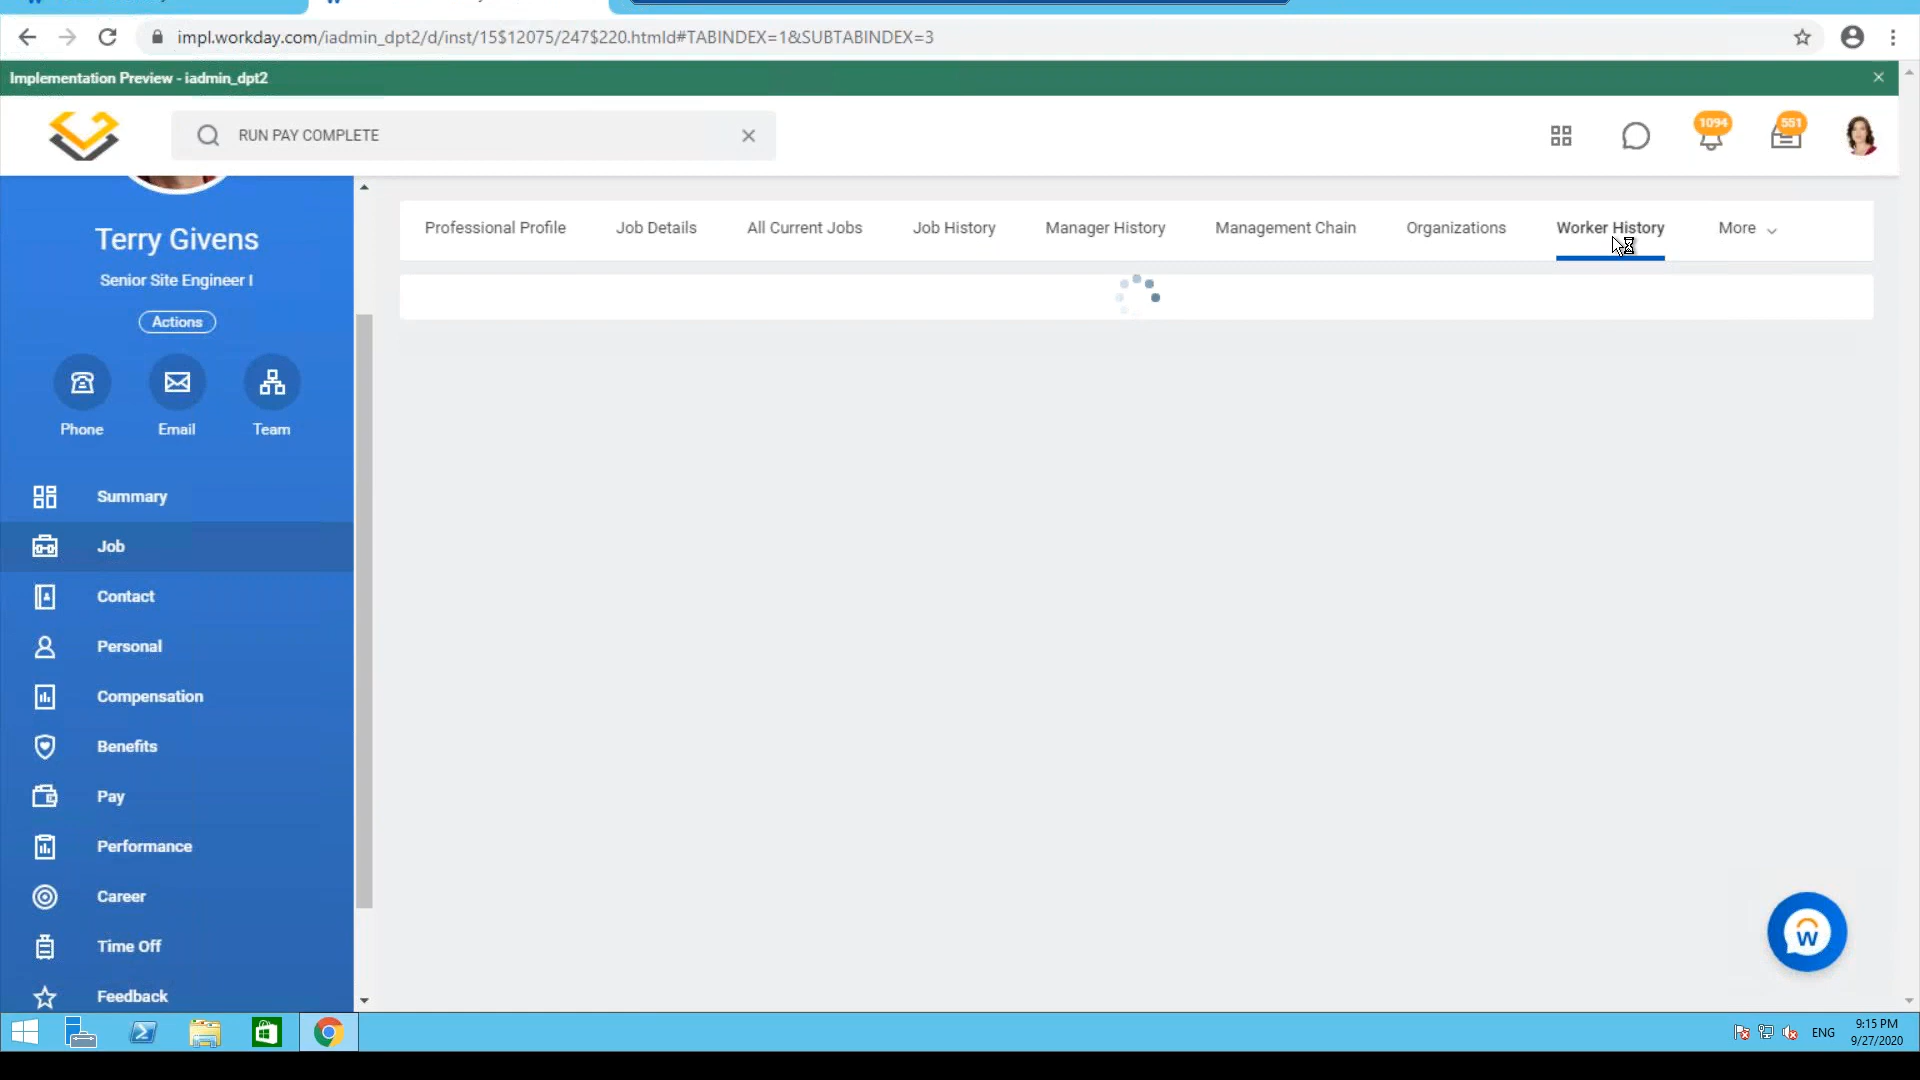 impl.workday.com/iadmin_dpt2/d/inst/15$12075/247$220.htmld#TABINDEX=1&SUBTABINDEX=3
Implementation Preview - iadmin_dpt2
RUN PAY COMPLETE
1094
551
Terry Givens
Senior Site Engineer I
Actions
Phone
Email
Team
Summary
Job
Contact
Personal
Compensation
Benefits
Pay
Performance
Career
Time Off
Feedback
Professional Profile
Job Details
All Current Jobs
Job History
Manager History
Management Chain
Organizations
Worker History
More
W
ENG
9:15 PM
9/27/2020